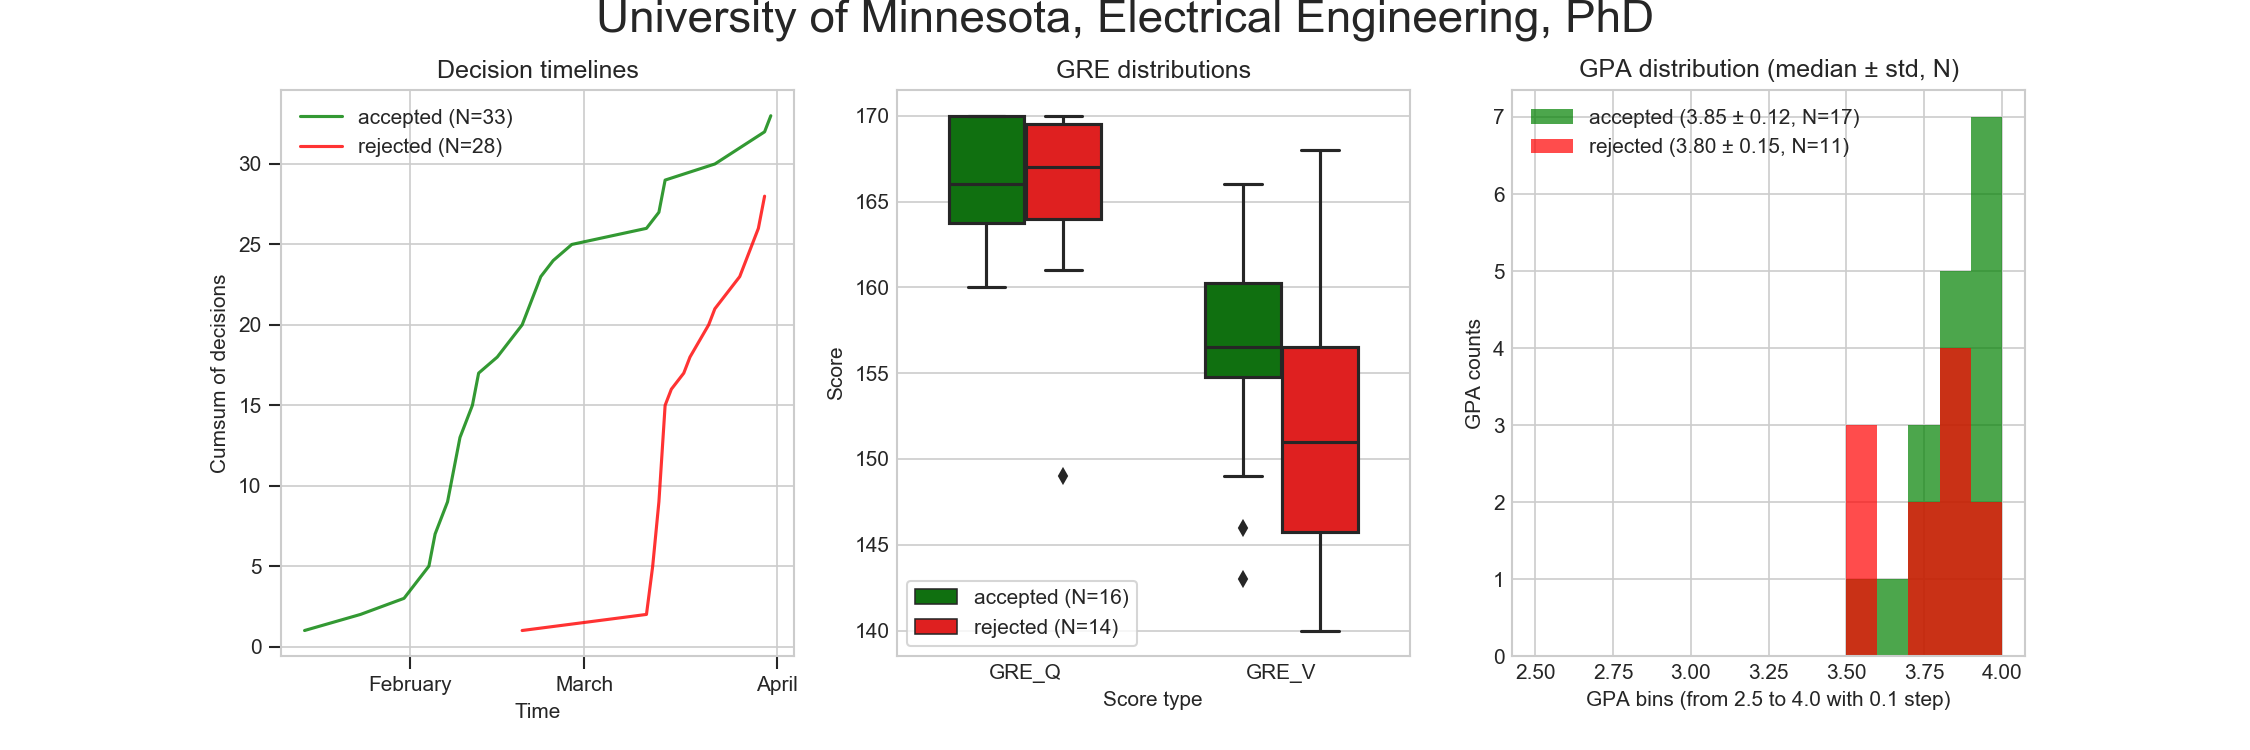 University of Minnesota, Electrical Engineering, PhD
Decision timelines
accepted (N=33)
rejected (N=28)
30
25
20
15
10
5
0
Cumsum of decisions
February
March
April
Time
GRE distributions
170
165
160
155
150
145
140
Score
accepted (N=16)
rejected (N=14)
GRE_Q
GRE_V
Score type
GPA distribution (median ± std, N)
accepted (3.85 ± 0.12, N=17)
rejected (3.80 ± 0.15, N=11)
7
6
5
4
3
2
1
0
GPA counts
2.50
2.75
3.00
3.25
3.50
3.75
4.00
GPA bins (from 2.5 to 4.0 with 0.1 step)